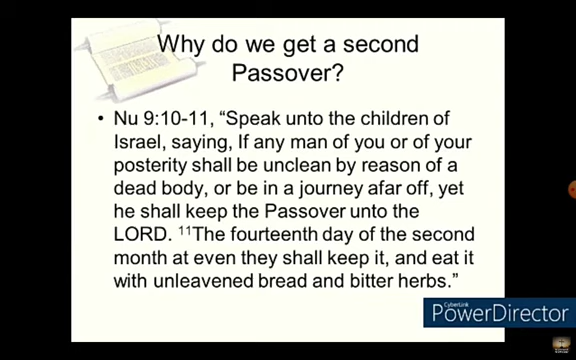 Why do we get a second
Passover?
• Nu 9:10-11, “Speak unto the children of
Israel, saying, If any man of you or of your
posterity shall be unclean by reason of a
dead body, or be in a journey afar off, yet
he shall keep the Passover unto the
LORD. ¹¹The fourteenth day of the second
month at even they shall keep it, and eat it
with unleavened bread and bitter herbs.”
CyberLink
PowerDirector